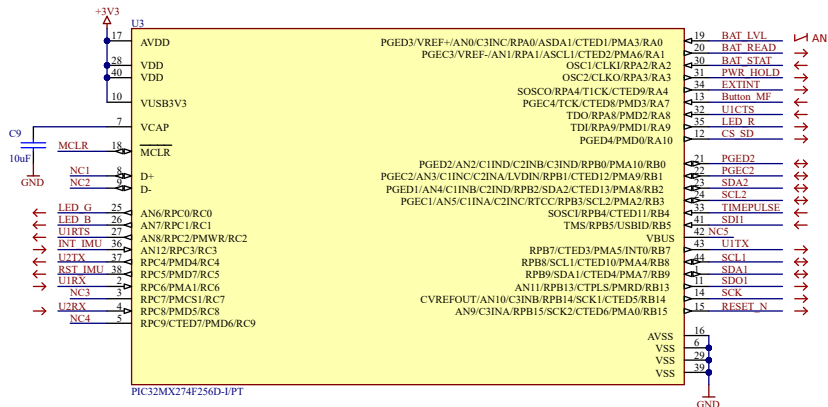 +3V3
U3
17 AVDD
28 VDD
40 VDD
10 VUSB3V3
7 VCAP
C9
10uF
GND
MCLR 18 MCLR
NC1 8 D+
NC2 9 D-
LED_G 25 AN6/RPC0/RC0
LED_B 26 AN7/RPC1/RC1
U1RTS 27 AN8/RPC2/PMWR/RC2
INT_IMU 36 AN12/RPC3/RC3
U2TX 37 RPC4/PMD4/RC4
RST_IMU 38 RPC5/PMD7/RC5
U1RX 2 RPC6/PMA1/RC6
NC3 3 RPC7/PMCS1/RC7
U2RX 4 RPC8/PMD5/RC8
NC4 5 RPC9/CTED7/PMD6/RC9
PGED3/VREF+/AN0/C3INC/RPA0/ASDA1/CTED1/PMA3/RA0 19 BAT_LVL AN
PGEC3/VREF-/AN1/RPA1/ASCL1/CTED2/PMA6/RA1 20 BAT_READ
OSC1/CLKI/RPA2/RA2 30 BAT_STAT
OSC2/CLKO/RPA3/RA3 31 PWR_HOLD
SOSCO/RPA4/T1CK/CTED9/RA4 34 EXTINT
PGEC4/TCK/CTED8/PMD3/RA7 13 Button_MF
TDO/RPA8/PMD2/RA8 32 U1CTS
TDI/RPA9/PMD1/RA9 35 LED_R
PGED4/PMD0/RA10 12 CS_SD
PGED2/AN2/C1IND/C2INB/C3IND/RPB0/PMA10/RB0 21 PGED2
PGEC2/AN3/C1INC/C2INA/LVDIN/RPB1/CTED12/PMA9/RB1 22 PGEC2
PGED1/AN4/C1INB/C2IND/RPB2/SDA2/CTED13/PMA8/RB2 23 SDA2
PGEC1/AN5/C1INA/C2INC/RTCC/RPB3/SCL2/PMA2/RB3 24 SCL2
SOSCI/RPB4/CTED11/RB4 33 TIMEPULSE
TMS/RPB5/USBID/RB5 41 SDI1
VBUS 42 NC5
RPB7/CTED3/PMA5/INT0/RB7 43 U1TX
RPB8/SCL1/CTED10/PMA4/RB8 44 SCL1
RPB9/SDA1/CTED4/PMA7/RB9 1 SDA1
AN11/RPB13/CTPLS/PMRD/RB13 11 SDO1
CVREFOUT/AN10/C3INB/RPB14/SCK1/CTED5/RB14 14 SCK
AN9/C3INA/RPB15/SCK2/CTED6/PMA0/RB15 15 RESET_N
AVSS 16
VSS 6
VSS 29
VSS 39
GND
PIC32MX274F256D-I/PT